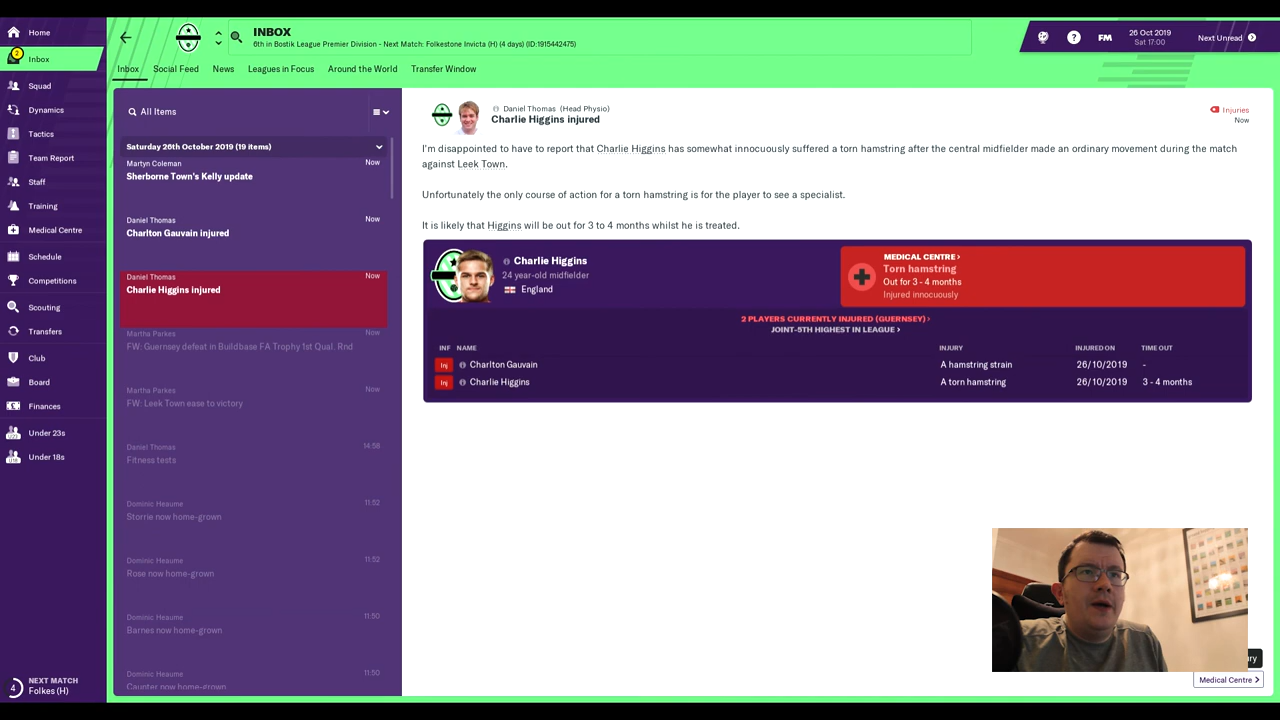 Home
2
Inbox
Squad
Dynamics
Tactics
Team Report
Staff
Training
Medical Centre
Schedule
Competitions
Scouting
Transfers
Club
Board
Finances
Under 23s
Under 18s
4
NEXT MATCH
Folkes (H)
INBOX
6th in Bostik League Premier Division - Next Match: Folkestone Invicta (H) (4 days) (ID:1915442475)
? FM
26 Oct 2019
Sat 17:00
Next Unread
Inbox Social Feed News Leagues in Focus Around the World Transfer Window
All Items
Saturday 26th October 2019 (19 items)
Martyn Coleman Now
Sherborne Town's Kelly update
Daniel Thomas Now
Charlton Gauvain injured
Daniel Thomas Now
Charlie Higgins injured
Martha Parkes Now
FW: Guernsey defeat in Buildbase FA Trophy 1st Qual. Rnd
Martha Parkes Now
FW: Leek Town ease to victory
Daniel Thomas 14:56
Fitness tests
Dominic Heaume 11:52
Storrie now home-grown
Dominic Heaume 11:52
Rose now home-grown
Dominic Heaume 11:50
Barnes now home-grown
Dominic Heaume 11:50
Caunter now home-grown
Daniel Thomas (Head Physio)
Charlie Higgins injured
Injuries
Now
I'm disappointed to have to report that Charlie Higgins has somewhat innocuously suffered a torn hamstring after the central midfielder made an ordinary movement during the match
against Leek Town.
Unfortunately the only course of action for a torn hamstring is for the player to see a specialist.
It is likely that Higgins will be out for 3 to 4 months whilst he is treated.
Charlie Higgins
24 year-old midfielder
England
MEDICAL CENTRE >
Torn hamstring
Out for 3 - 4 months
Injured innocuously
2 PLAYERS CURRENTLY INJURED (GUERNSEY) >
JOINT-5TH HIGHEST IN LEAGUE >
INF NAME INJURY INJURED ON TIME OUT
Inj Charlton Gauvain A hamstring strain 26/10/2019 -
Inj Charlie Higgins A torn hamstring 26/10/2019 3 - 4 months
Medical Centre >